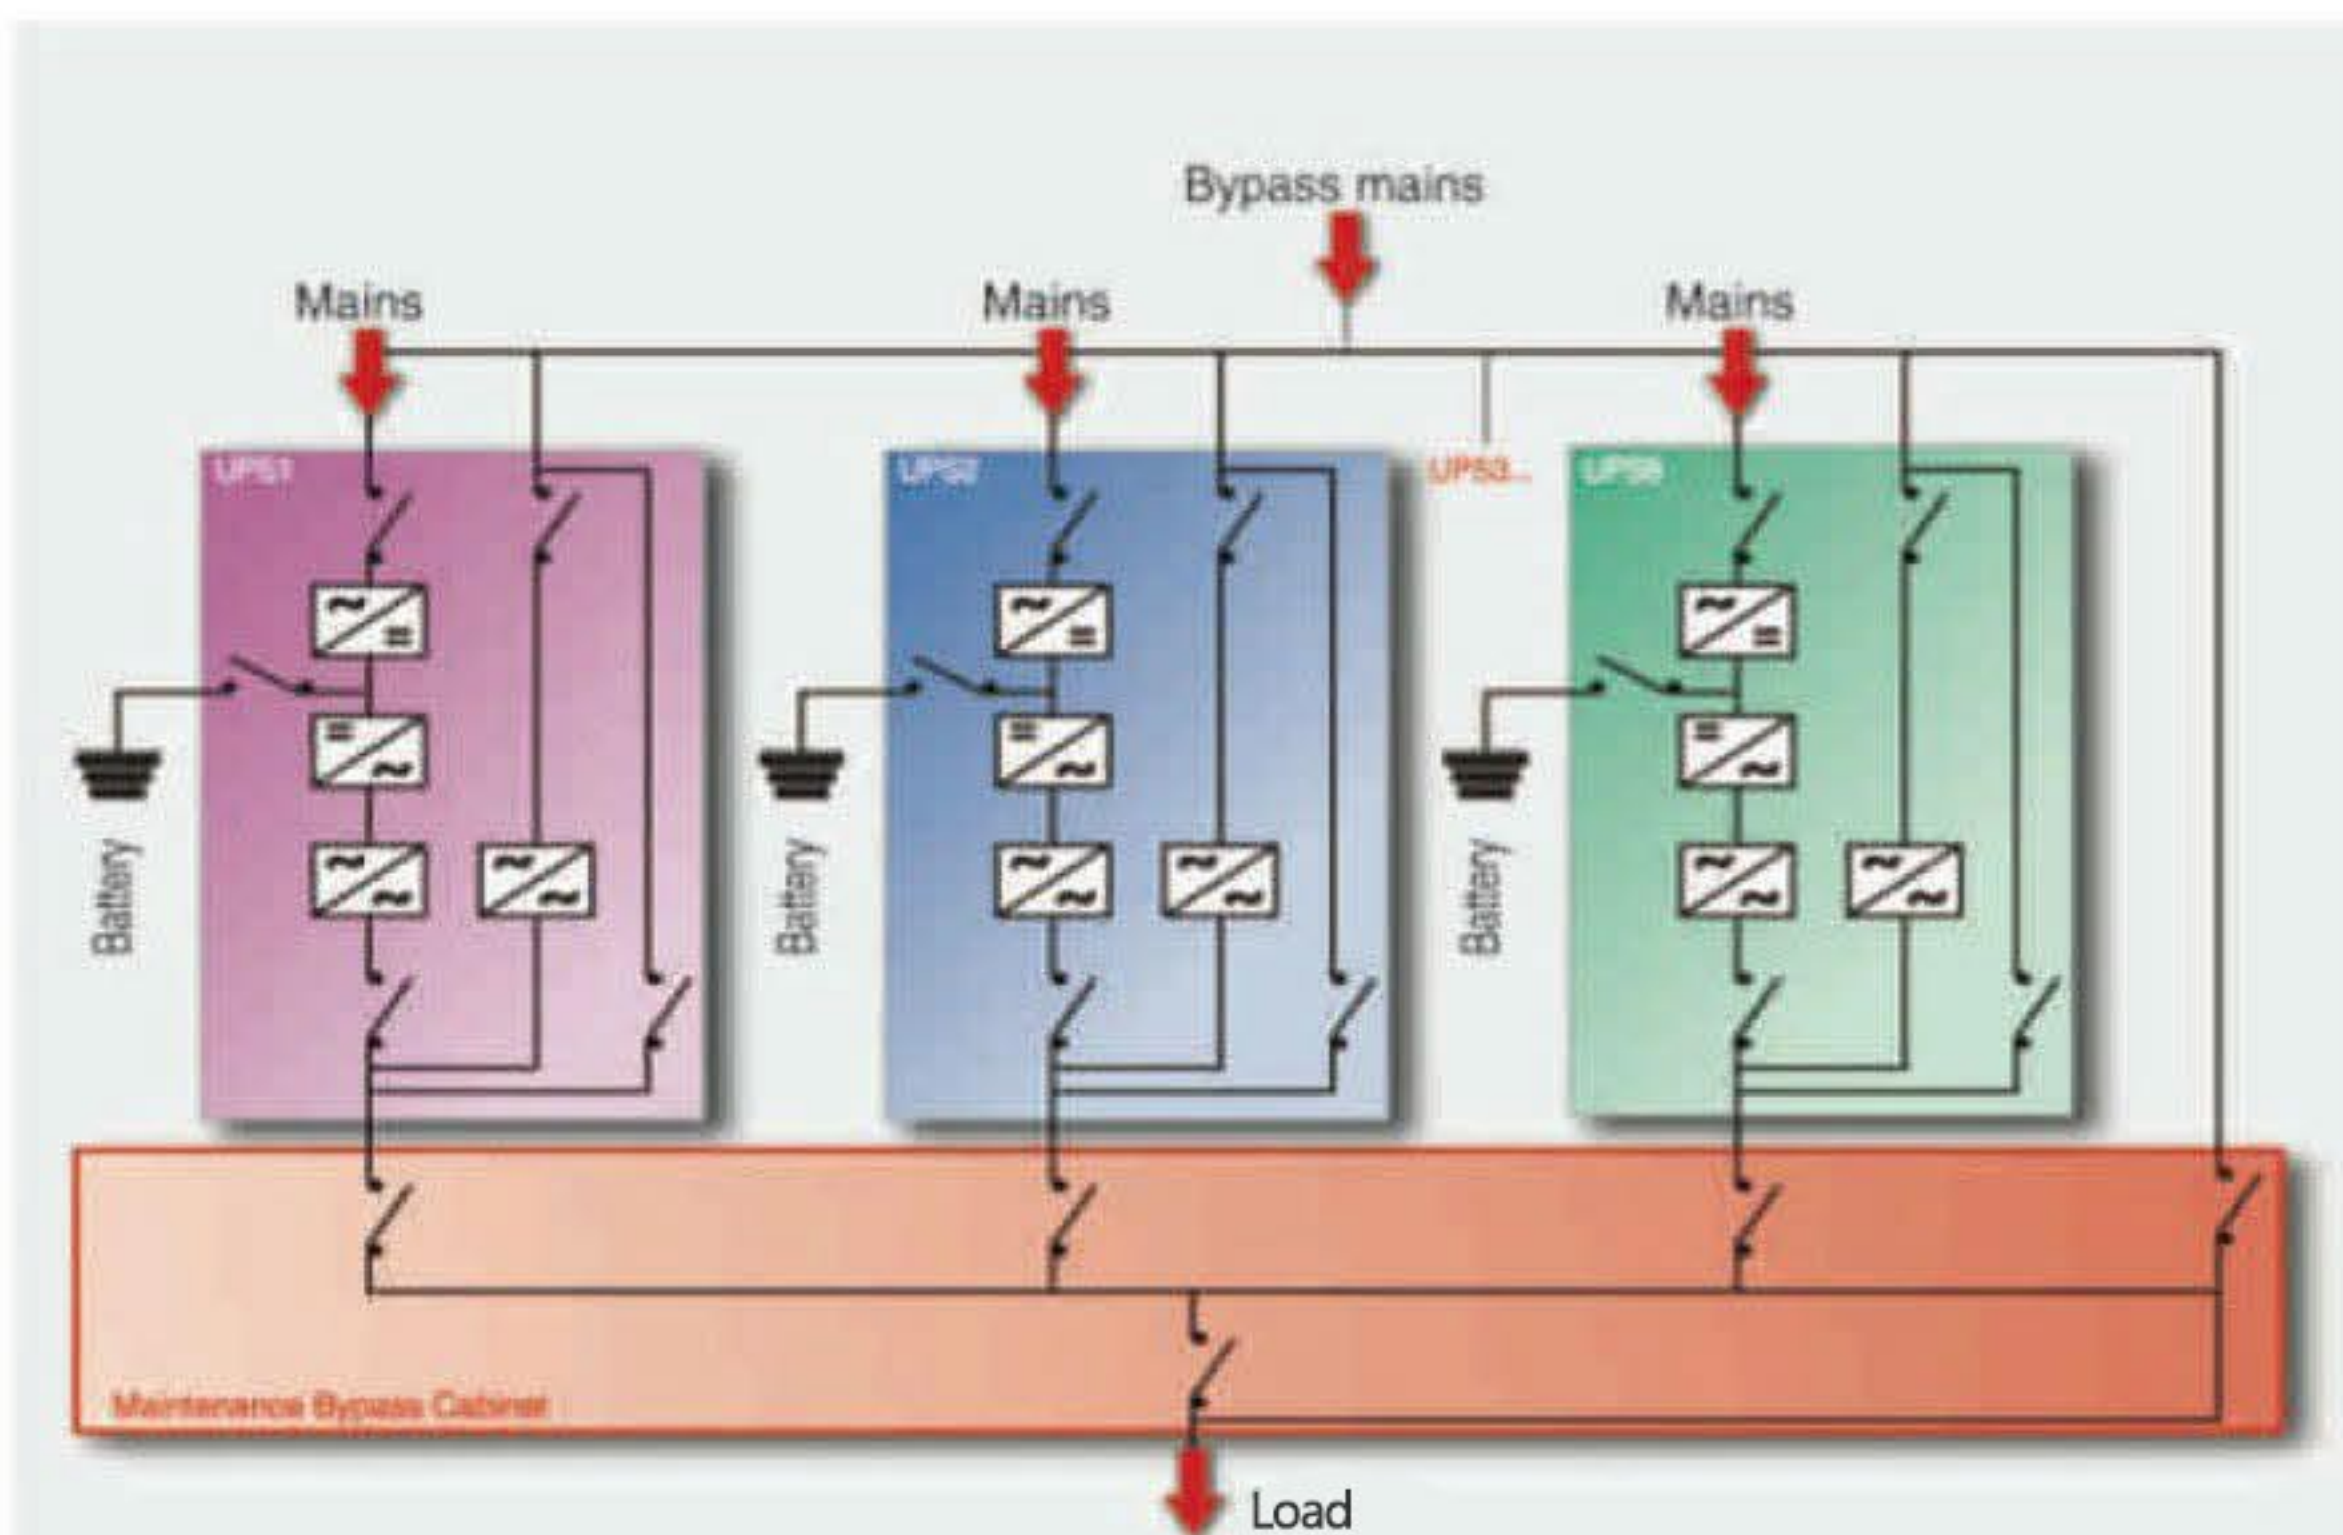 Bypass mains
Mains
Mains
Mains
UPS1
UPS2
UPS3...
Battery
Battery
Battery
Maintenance Bypass Cabinet
Load